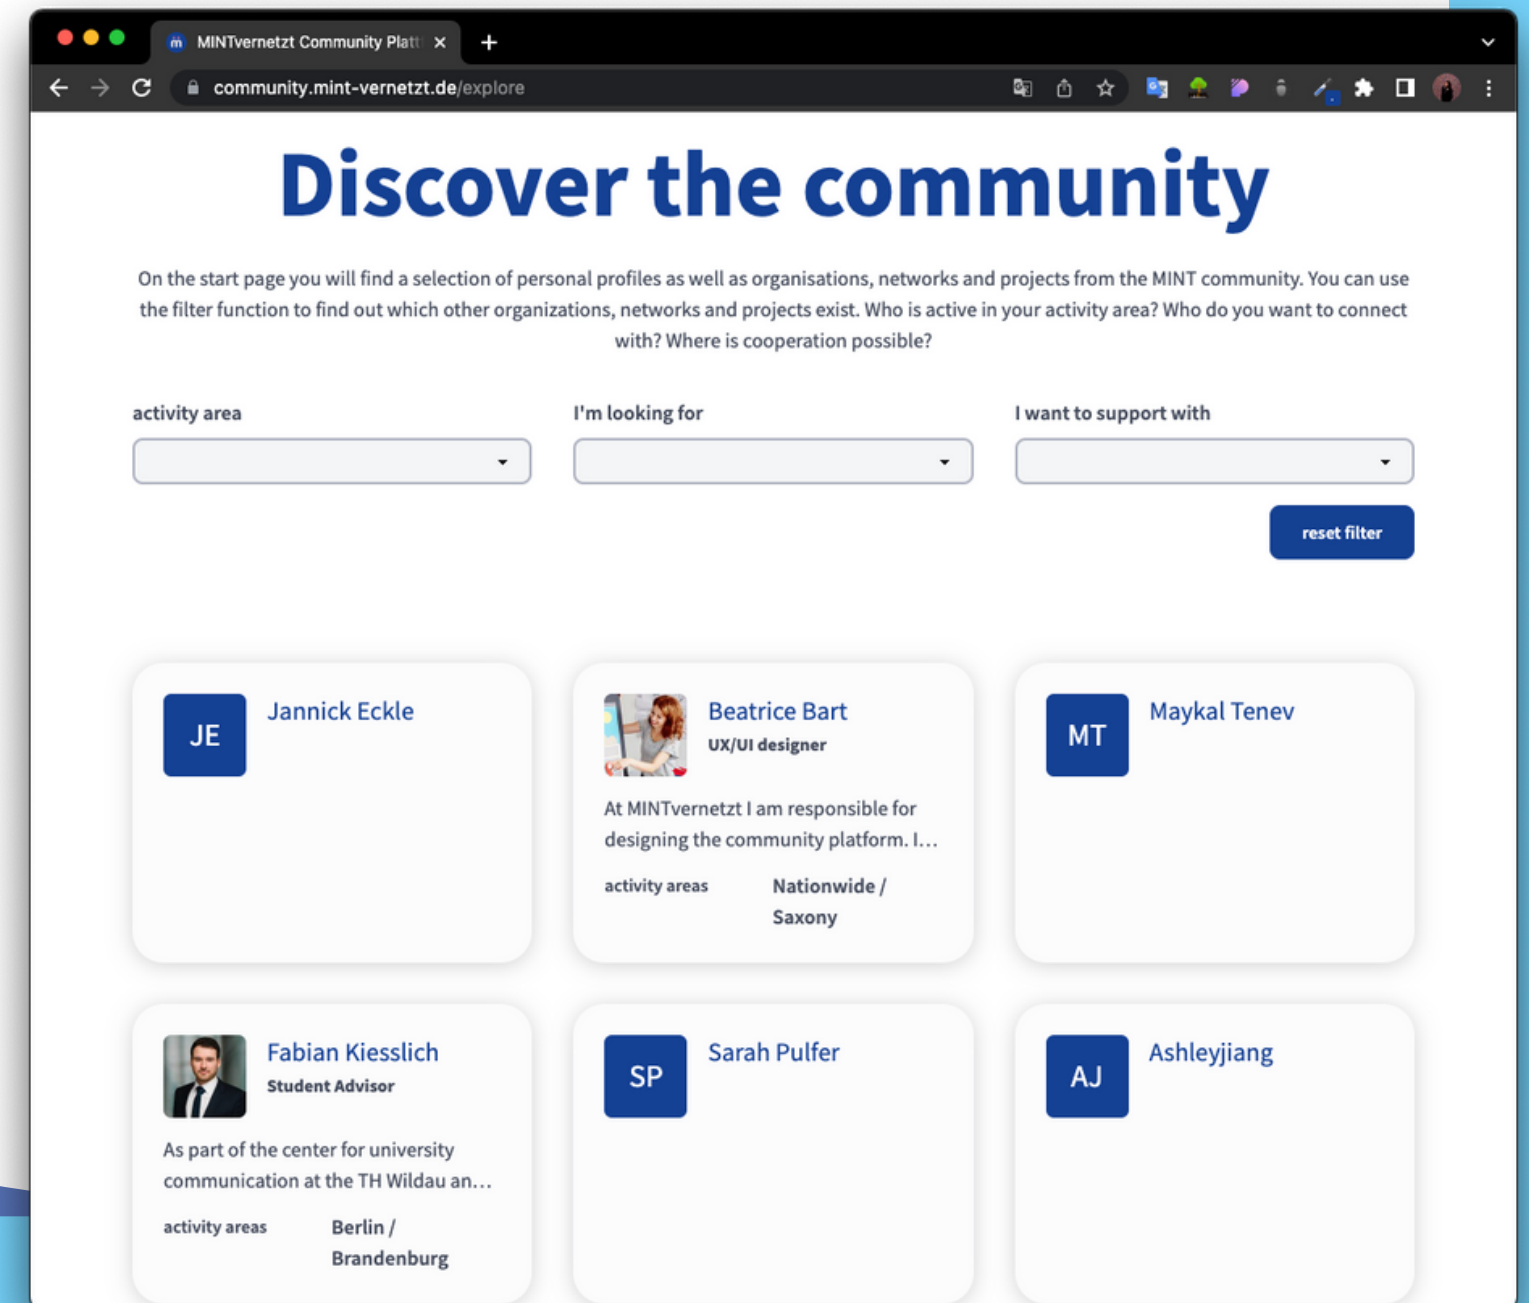 MINTvernetzt Community Platt
community.mint-vernetzt.de/explore
Discover the community
On the start page you will find a selection of personal profiles as well as organisations, networks and projects from the MINT community. You can use
the filter function to find out which other organizations, networks and projects exist. Who is active in your activity area? Who do you want to connect
with? Where is cooperation possible?
activity area
I'm looking for
I want to support with
reset filter
JE
Jannick Eckle
Beatrice Bart
UX/UI designer
At MINTvernetzt I am responsible for
designing the community platform. I...
activity areas
Nationwide /
Saxony
MT
Maykal Tenev
Fabian Kiesslich
Student Advisor
As part of the center for university
communication at the TH Wildau an...
activity areas
Berlin /
Brandenburg
SP
Sarah Pulfer
AJ
Ashleyjiang